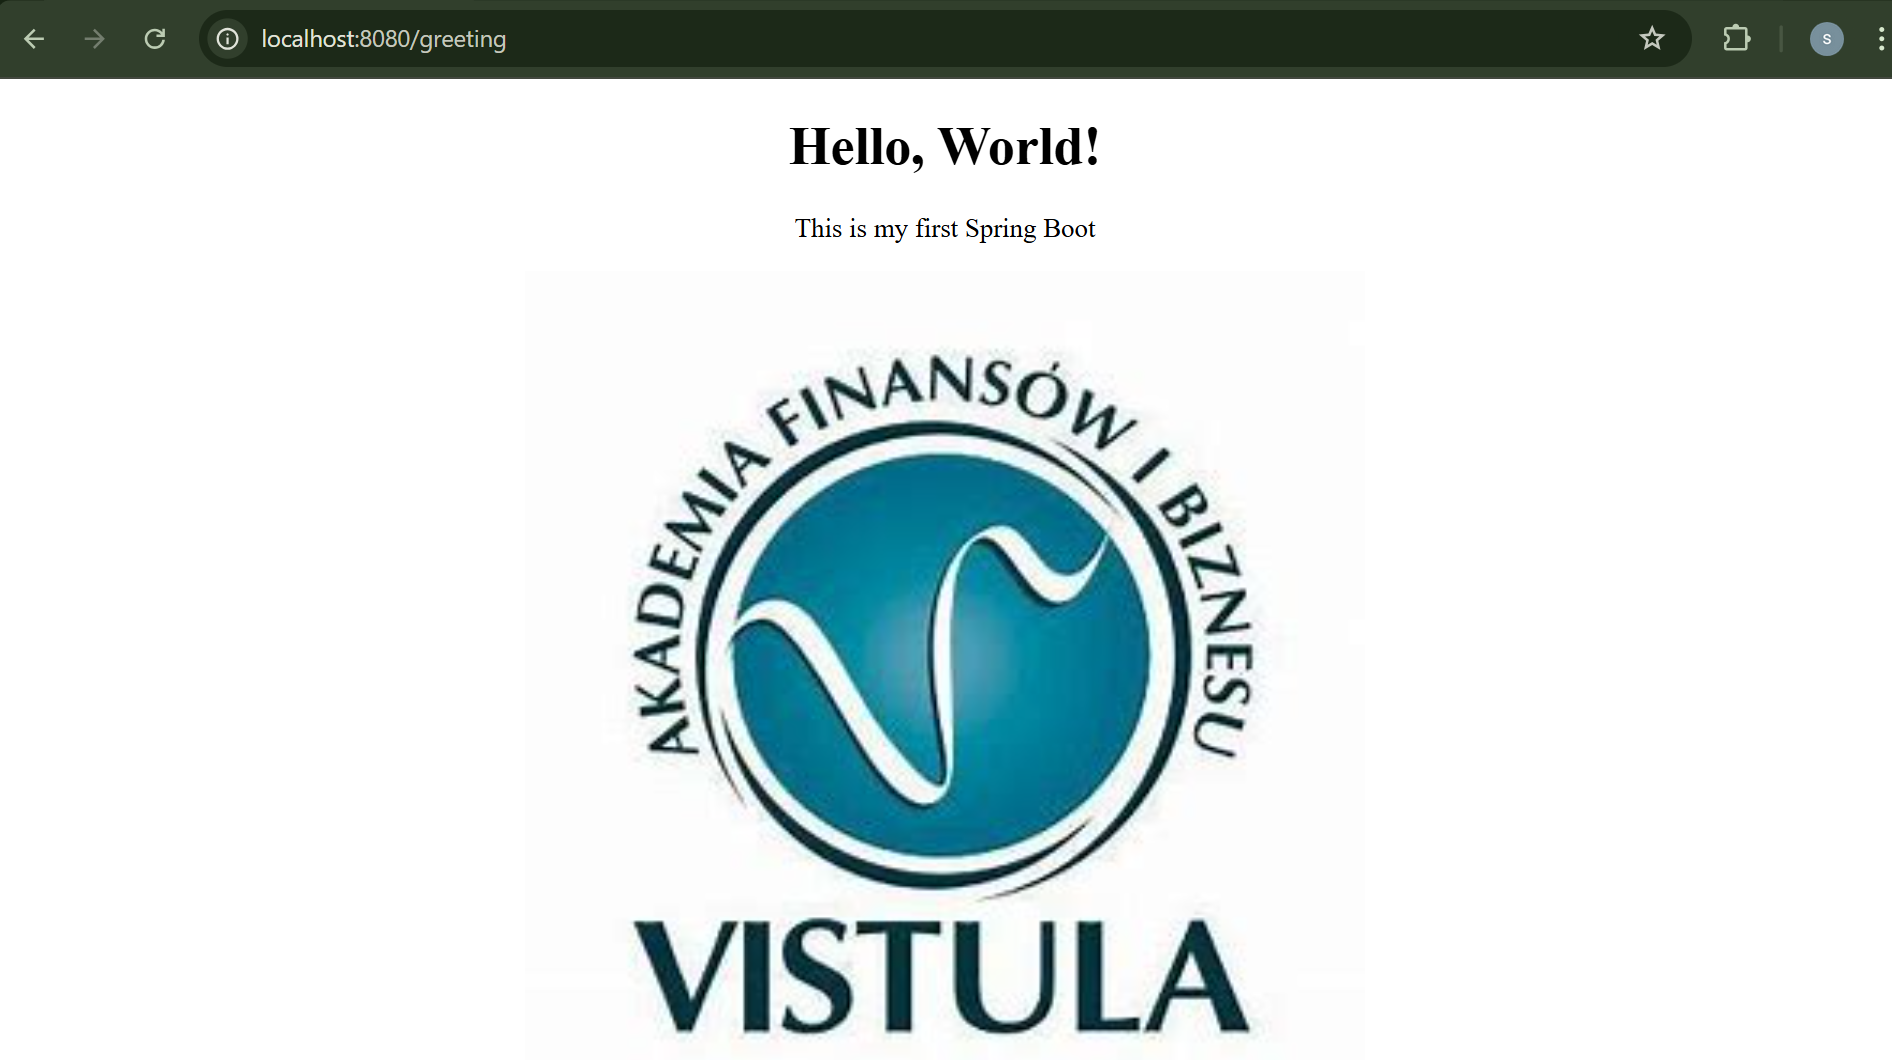 localhost:8080/greeting
s
Hello, World!
This is my first Spring Boot
AKADEMIA FINANSÓW I BIZNESU
VISTULA